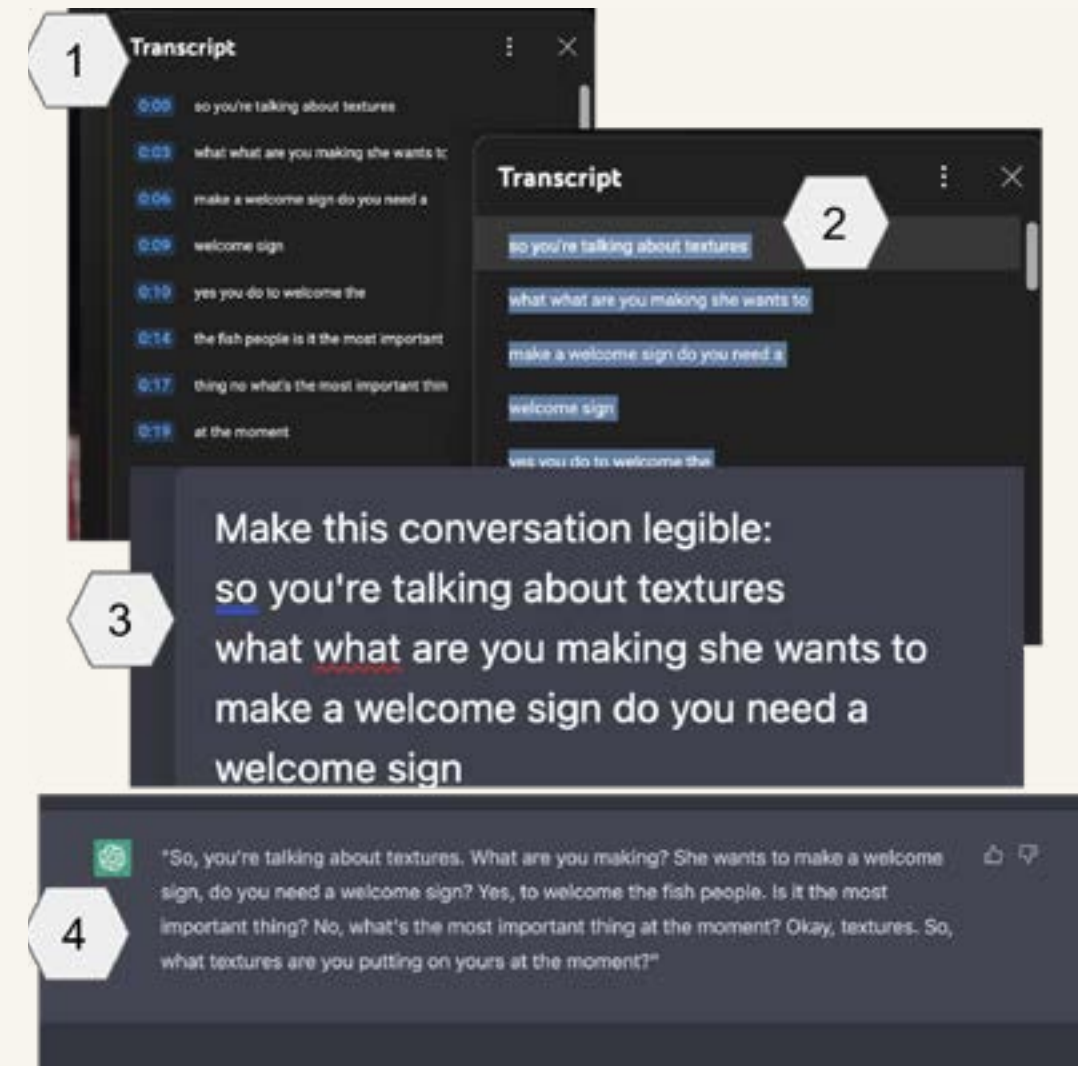 1
Transcript
0:00 so you're talking about textures
0:03 what what are you making she wants to
0:06 make a welcome sign do you need a
0:09 welcome sign
0:10 yes you do to welcome the
0:14 the fish people is it the most important
0:17 thing no what's the most important thin
0:19 at the moment
Transcript
2
so you're talking about textures
what what are you making she wants to
make a welcome sign do you need a
welcome sign
yes you do to welcome the
3
Make this conversation legible:
so you're talking about textures
what what are you making she wants to
make a welcome sign do you need a
welcome sign
4
"So, you're talking about textures. What are you making? She wants to make a welcome
sign, do you need a welcome sign? Yes, to welcome the fish people. Is it the most
important thing? No, what's the most important thing at the moment? Okay, textures. So,
what textures are you putting on yours at the moment?"